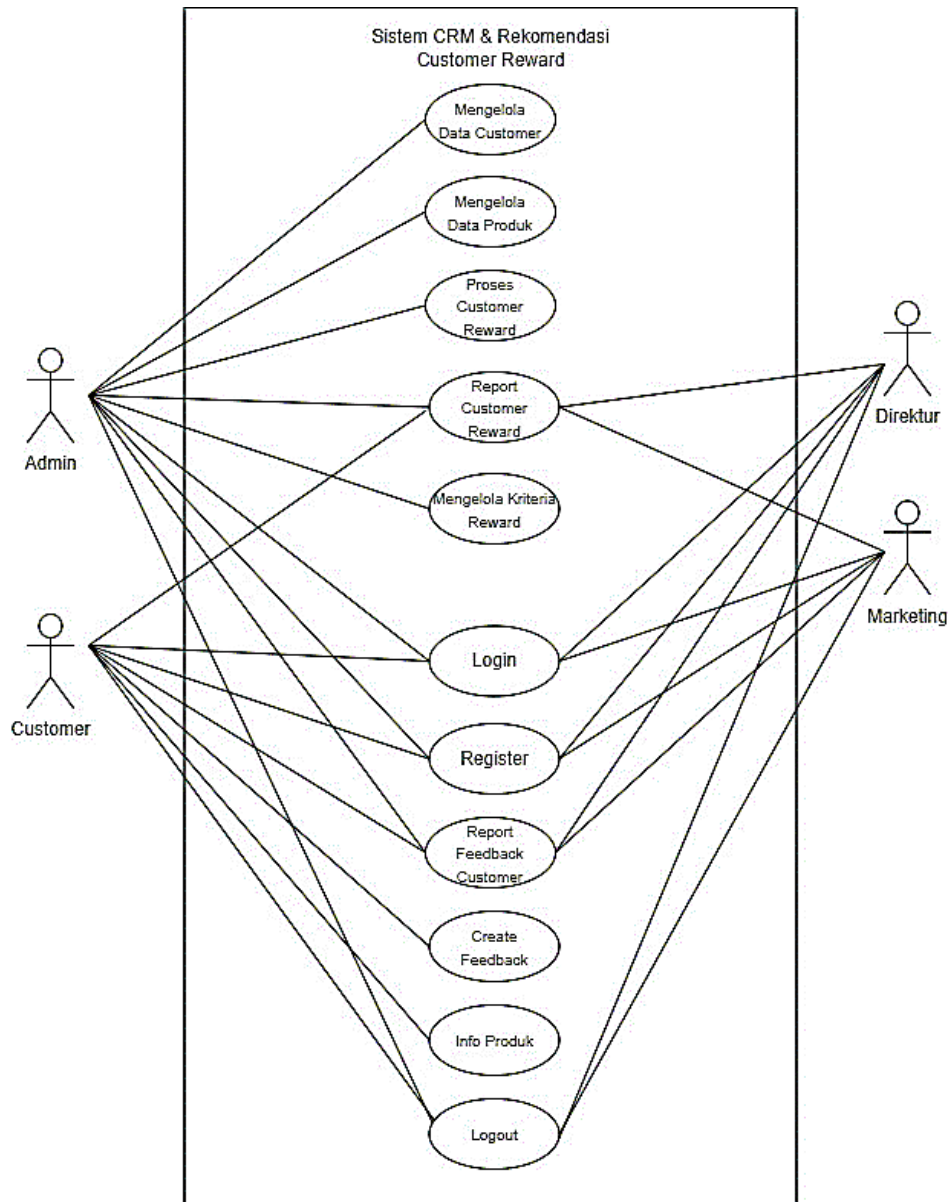 Sistem CRM & Rekomendasi
Customer Reward
Mengelola
Data Customer
Mengelola
Data Produk
Proses
Customer
Reward
Report
Customer
Reward
Mengelola Kriteria
Reward
Login
Register
Report
Feedback
Customer
Create
Feedback
Info Produk
Logout
Admin
Customer
Direktur
Marketing